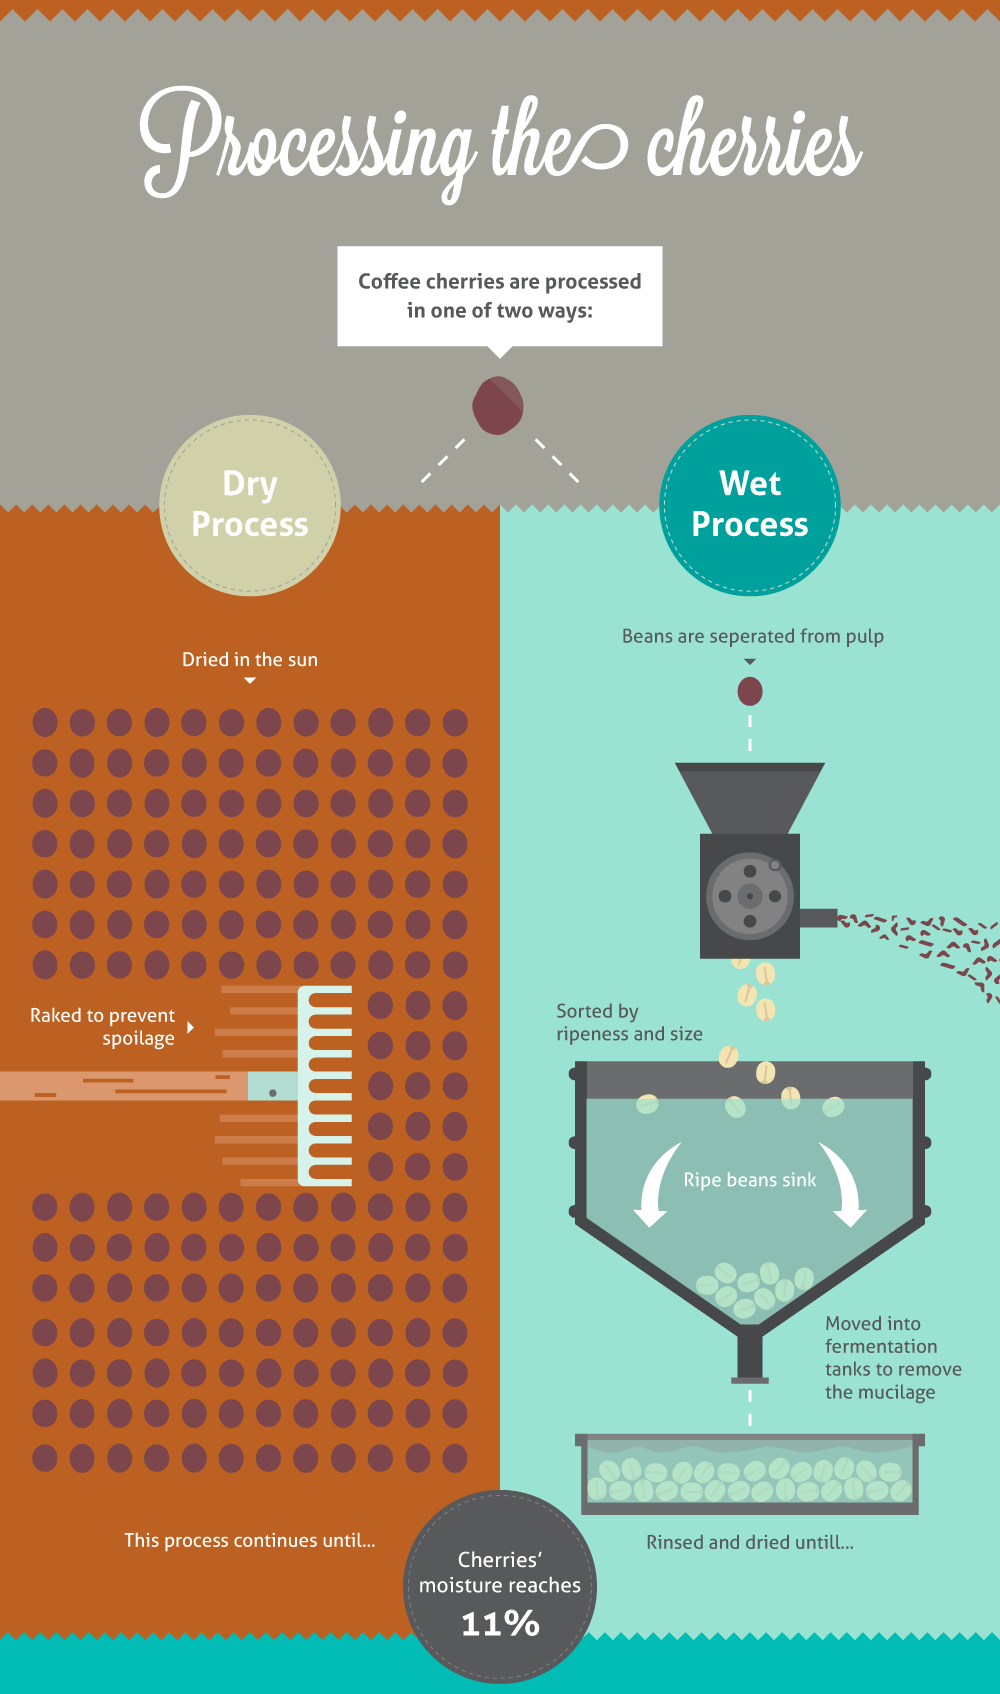 Processing the cherries
Coffee cherries are processed
in one of two ways:
Dry
Process
Wet
Process
Dried in the sun
Raked to prevent
spoilage
This process continues until...
Beans are seperated from pulp
Sorted by
ripeness and size
Ripe beans sink
Moved into
fermentation
tanks to remove
the mucilage
Rinsed and dried untill...
Cherries’
moisture reaches
11%